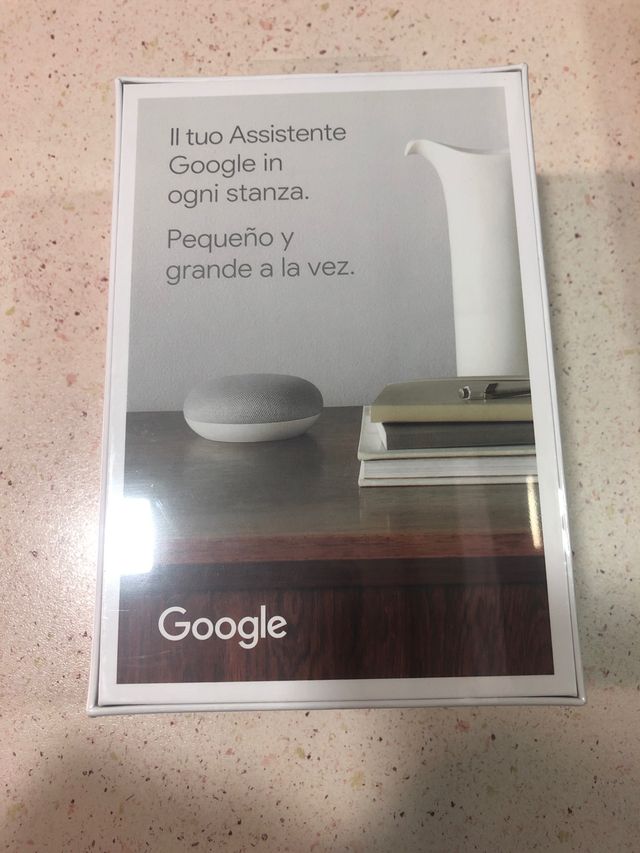 Il tuo Assistente
Google in
ogni stanza.
Pequeño y
grande a la vez.
Google